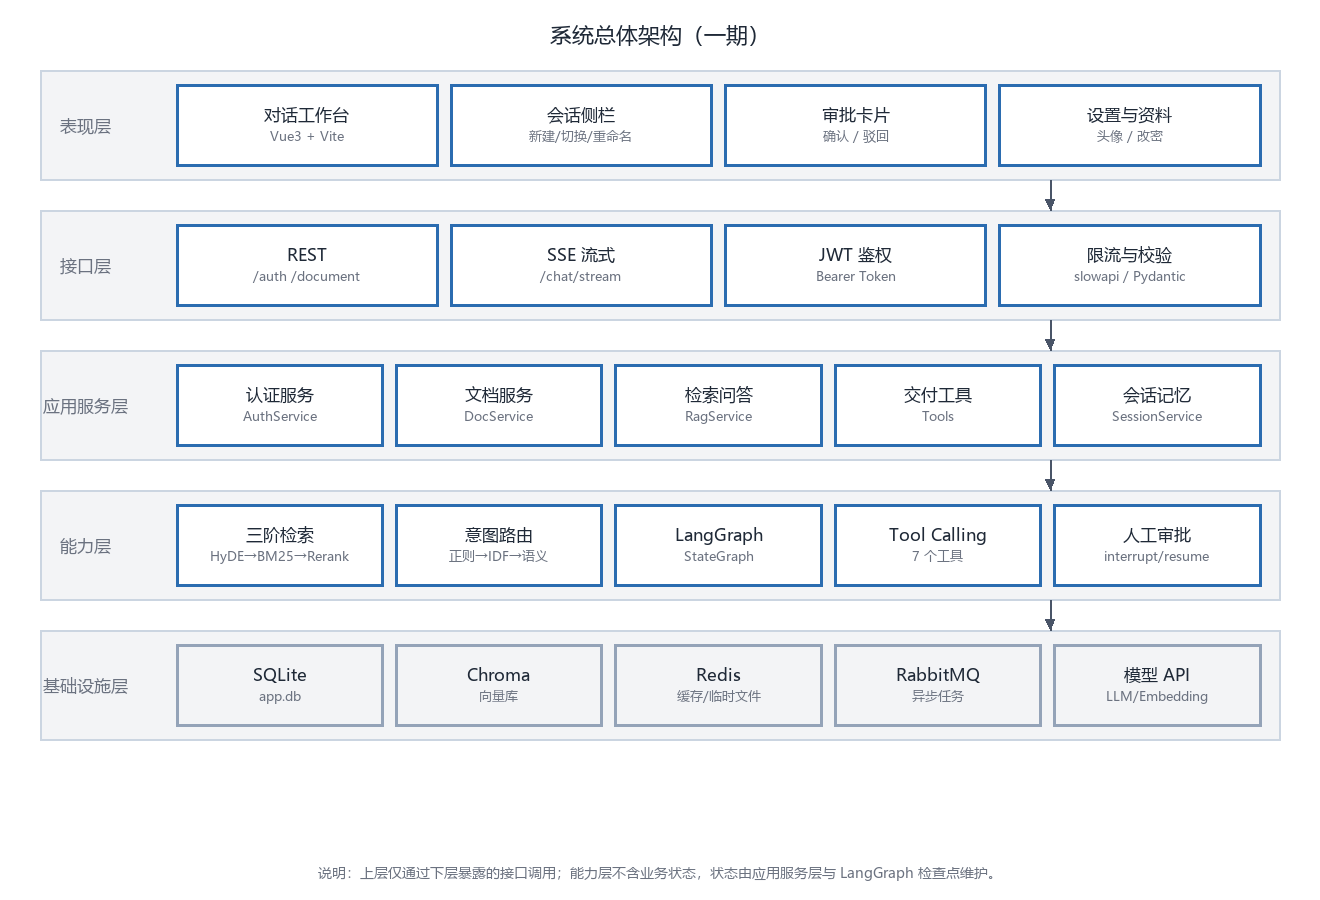 系统总体架构（一期）
表现层
对话工作台
Vue3 + Vite
会话侧栏
新建/切换/重命名
审批卡片
确认 / 驳回
设置与资料
头像 / 改密
接口层
REST
/auth /document
SSE 流式
/chat/stream
JWT 鉴权
Bearer Token
限流与校验
slowapi / Pydantic
应用服务层
认证服务
AuthService
文档服务
DocService
检索问答
RagService
交付工具
Tools
会话记忆
SessionService
能力层
三阶检索
HyDE→BM25→Rerank
意图路由
正则→IDF→语义
LangGraph
StateGraph
Tool Calling
7 个工具
人工审批
interrupt/resume
基础设施层
SQLite
app.db
Chroma
向量库
Redis
缓存/临时文件
RabbitMQ
异步任务
模型 API
LLM/Embedding
说明：上层仅通过下层暴露的接口调用；能力层不含业务状态，状态由应用服务层与 LangGraph 检查点维护。